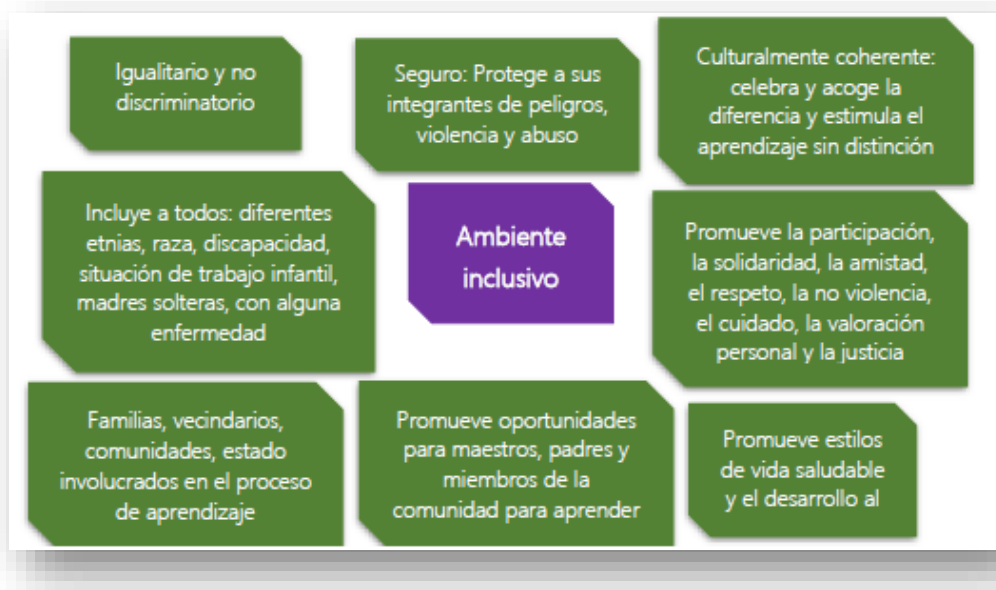 Igualitario y no
discriminatorio
Seguro: Protege a sus
integrantes de peligros,
violencia y abuso
Culturalmente coherente:
celebra y acoge la
diferencia y estimula el
aprendizaje sin distinción
Incluye a todos: diferentes
etnias, raza, discapacidad,
situación de trabajo infantil,
madres solteras, con alguna
enfermedad
Ambiente
inclusivo
Promueve la participación,
la solidaridad, la amistad,
el respeto, la no violencia,
el cuidado, la valoración
personal y la justicia
Familias, vecindarios,
comunidades, estado
involucrados en el proceso
de aprendizaje
Promueve oportunidades
para maestros, padres y
miembros de la
comunidad para aprender
Promueve estilos
de vida saludable
y el desarrollo al